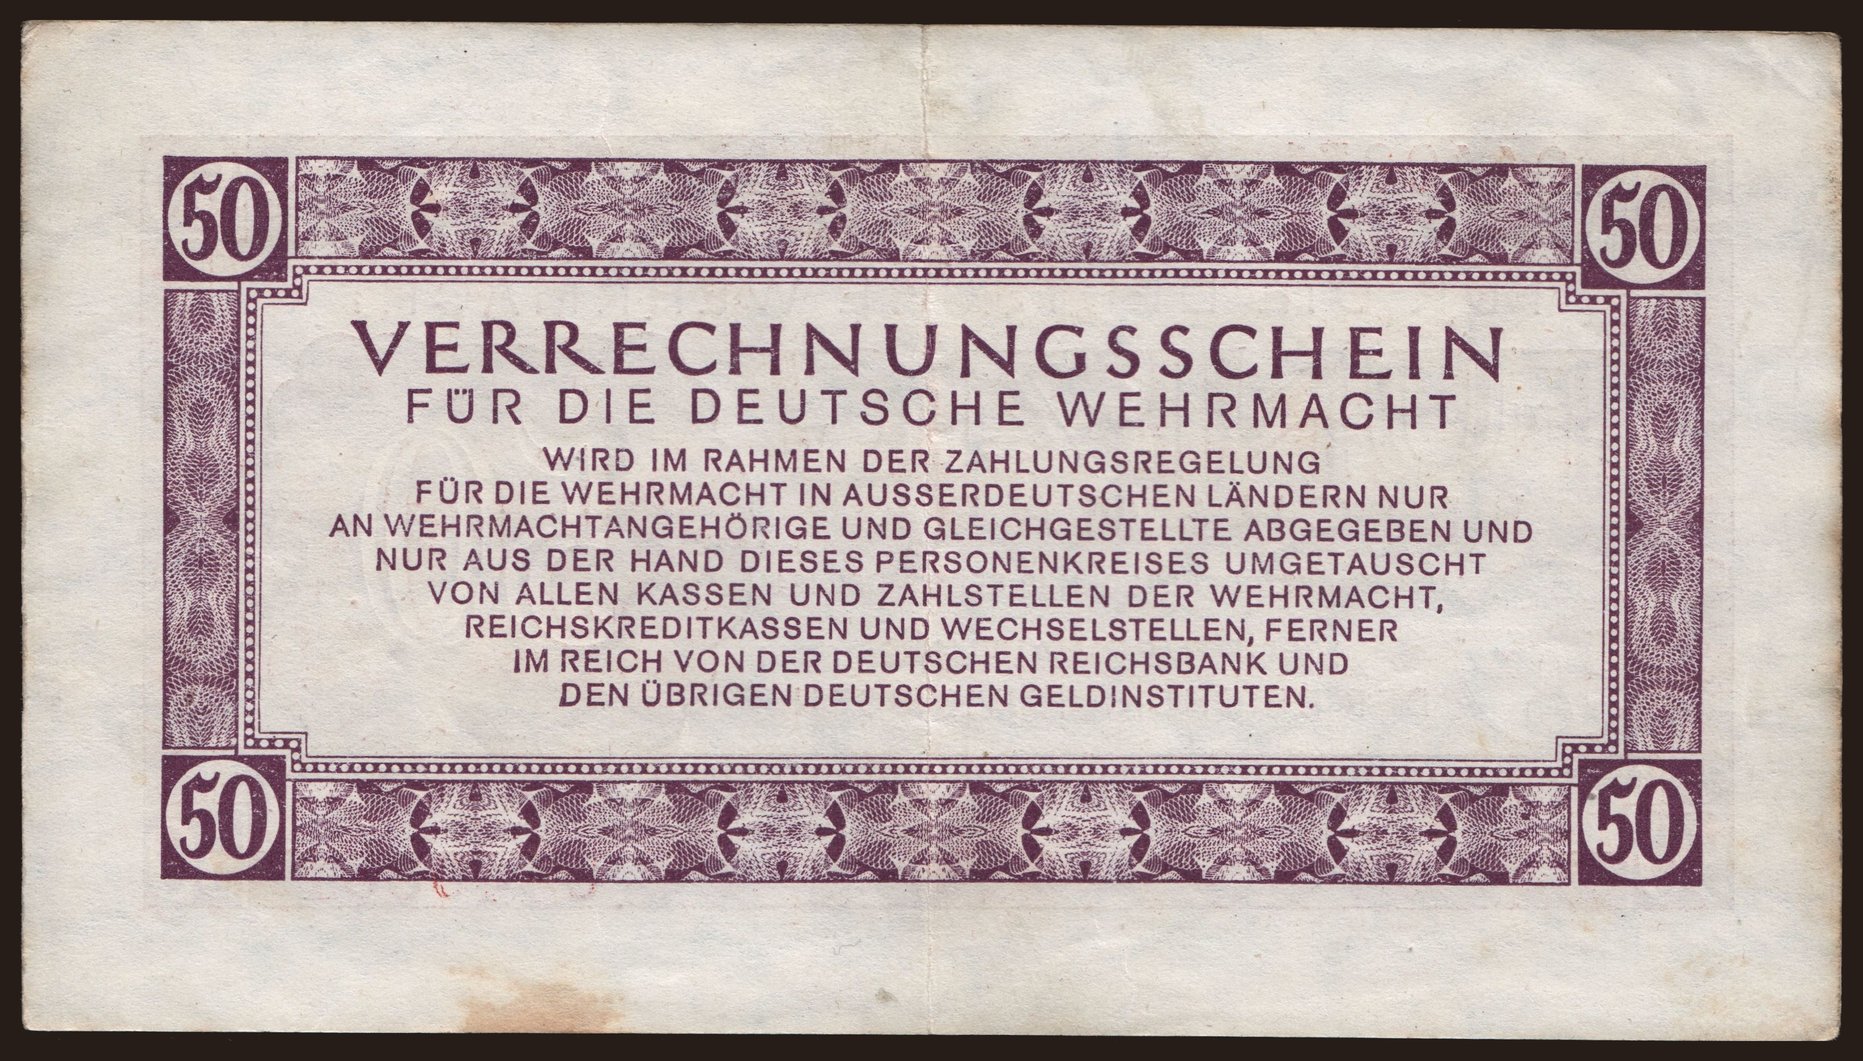 50 50
VERRECHNUNGSSCHEIN
FÜR DIE DEUTSCHE WEHRMACHT
WIRD IM RAHMEN DER ZAHLUNGSREGELUNG
FÜR DIE WEHRMACHT IN AUSSERDEUTSCHEN LÄNDERN NUR
AN WEHRMACHTANGEHÖRIGE UND GLEICHGESTELLTE ABGEGEBEN UND
NUR AUS DER HAND DIESES PERSONENKREISES UMGETAUSCHT
VON ALLEN KASSEN UND ZAHLSTELLEN DER WEHRMACHT,
REICHSKREDITKASSEN UND WECHSELSTELLEN, FERNER
IM REICH VON DER DEUTSCHEN REICHSBANK UND
DEN ÜBRIGEN DEUTSCHEN GELDINSTITUTEN.
50 50